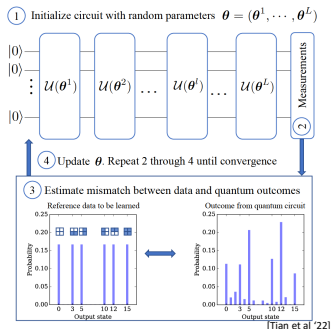 1 Initialize circuit with random parameters θ = (θ¹, ⋯ , θᴸ)
|0⟩
|0⟩
⋮
|0⟩
𝒰(θ¹) 𝒰(θ²) ... 𝒰(θˡ) ... 𝒰(θᴸ)
Measurements
2
4 Update θ. Repeat 2 through 4 until convergence
3 Estimate mismatch between data and quantum outcomes
Reference data to be learned
Probability
0.25
0.20
0.15
0.10
0.05
0.00
0 3 5 10 12 15
Output state
Outcome from quantum circuit
Probability
0.25
0.20
0.15
0.10
0.05
0.00
0 3 5 10 12 15
Output state
[Tian et al '22]